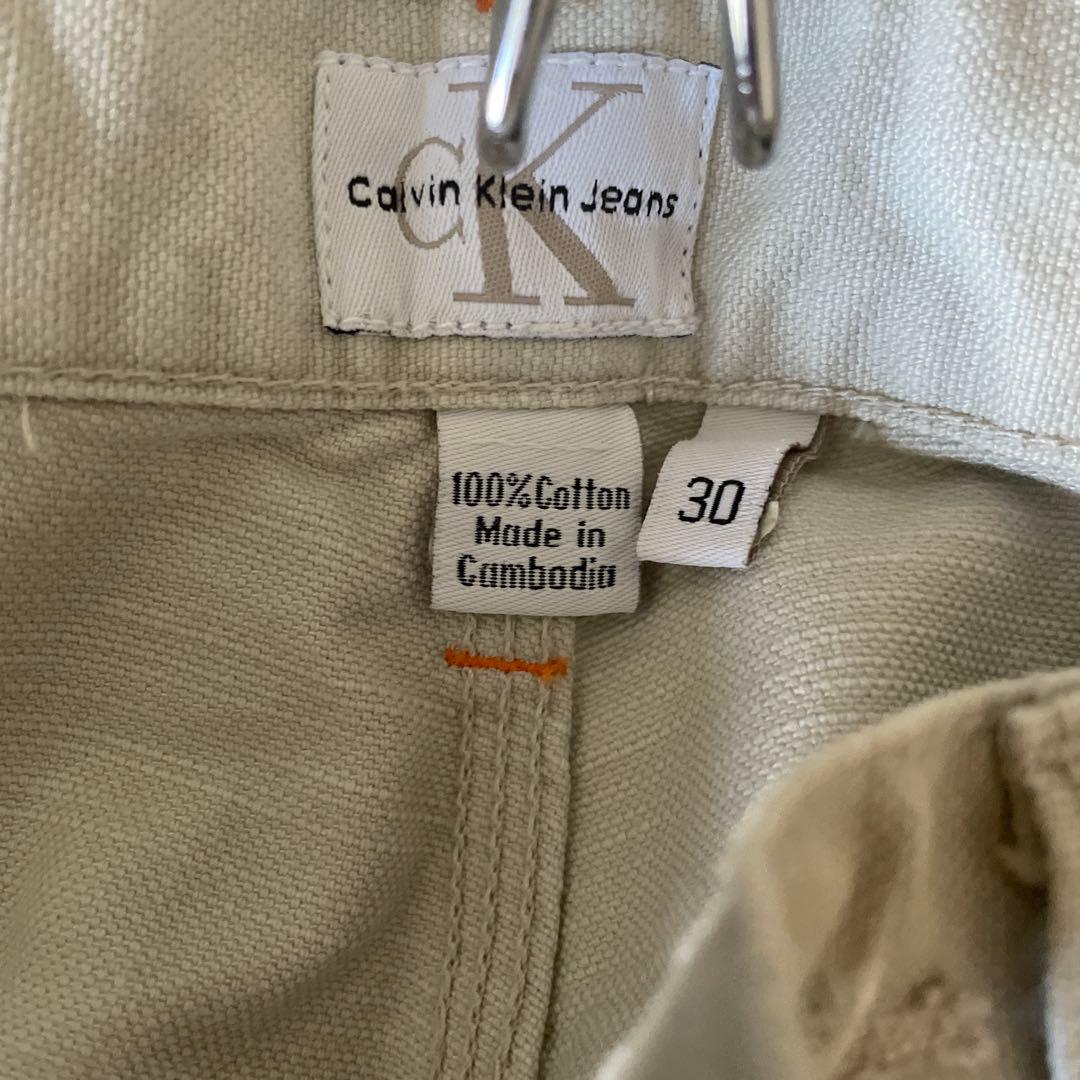 CK
Calvin Klein Jeans
100%Cotton
Made in
Cambodia
30